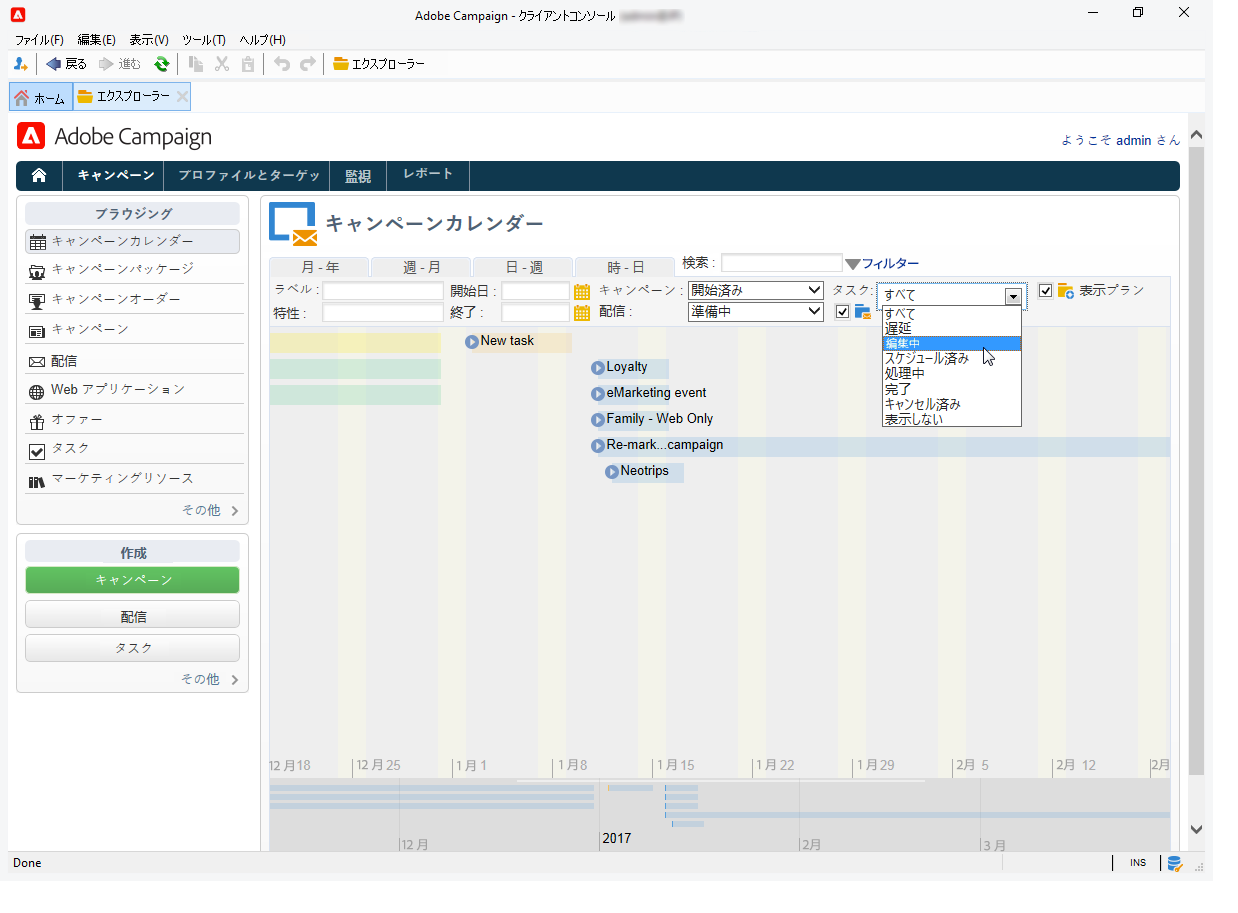 Adobe Campaign - クライアントコンソール
ファイル(F) 編集(E) 表示(V) ツール(T) ヘルプ(H)
戻る 進む エクスプローラー
ホーム エクスプローラー
Adobe Campaign
ようこそ admin さん
キャンペーン プロファイルとターゲッ 監視 レポート
ブラウジング
キャンペーンカレンダー
キャンペーンパッケージ
キャンペーンオーダー
キャンペーン
配信
Web アプリケーション
オファー
タスク
マーケティングリソース
その他
作成
キャンペーン
配信
タスク
その他
キャンペーンカレンダー
月 - 年 週 - 月 日 - 週 時 - 日 検索 : フィルター
ラベル : 開始日 : キャンペーン : 開始済み タスク: すべて 表示プラン
特性 : 終了 : 配信 : 準備中
すべて
遅延
編集中
スケジュール済み
処理中
完了
キャンセル済み
表示しない
New task
Loyalty
eMarketing event
Family - Web Only
Re-mark...campaign
Neotrips
12 月18 12 月 25 1 月 1 1 月8 1 月 15 1 月 22 1 月 29 2月 5 2月 12 2月
12 月 2017 2月 3 月
Done INS